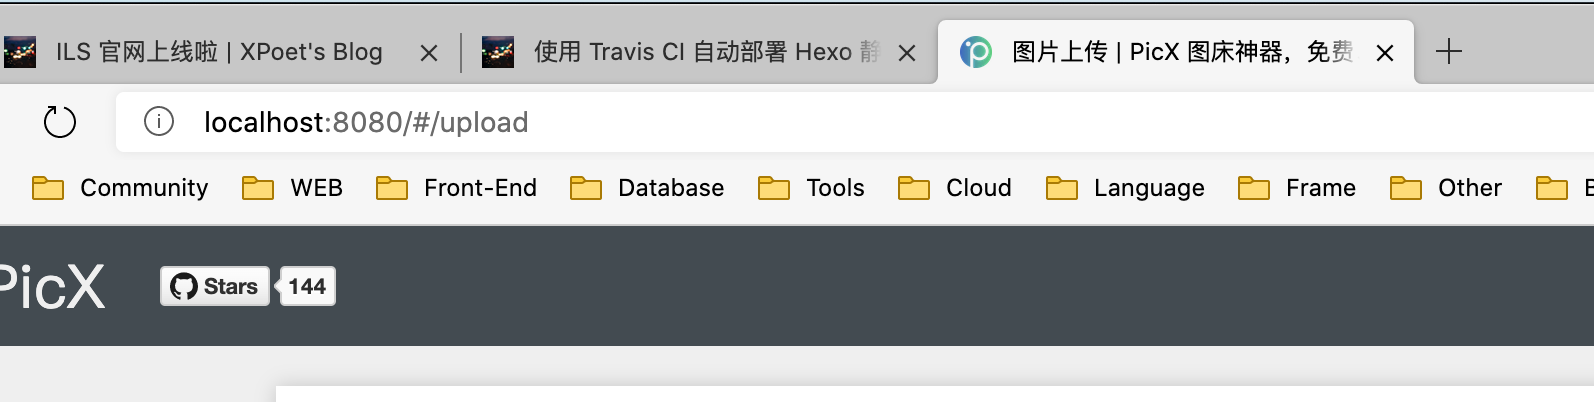 ILS 官网上线啦 | XPoet's Blog
使用 Travis CI 自动部署 Hexo 静
图片上传 | PicX 图床神器，免费
localhost:8080/#/upload
Community WEB Front-End Database Tools Cloud Language Frame Other
PicX Stars 144